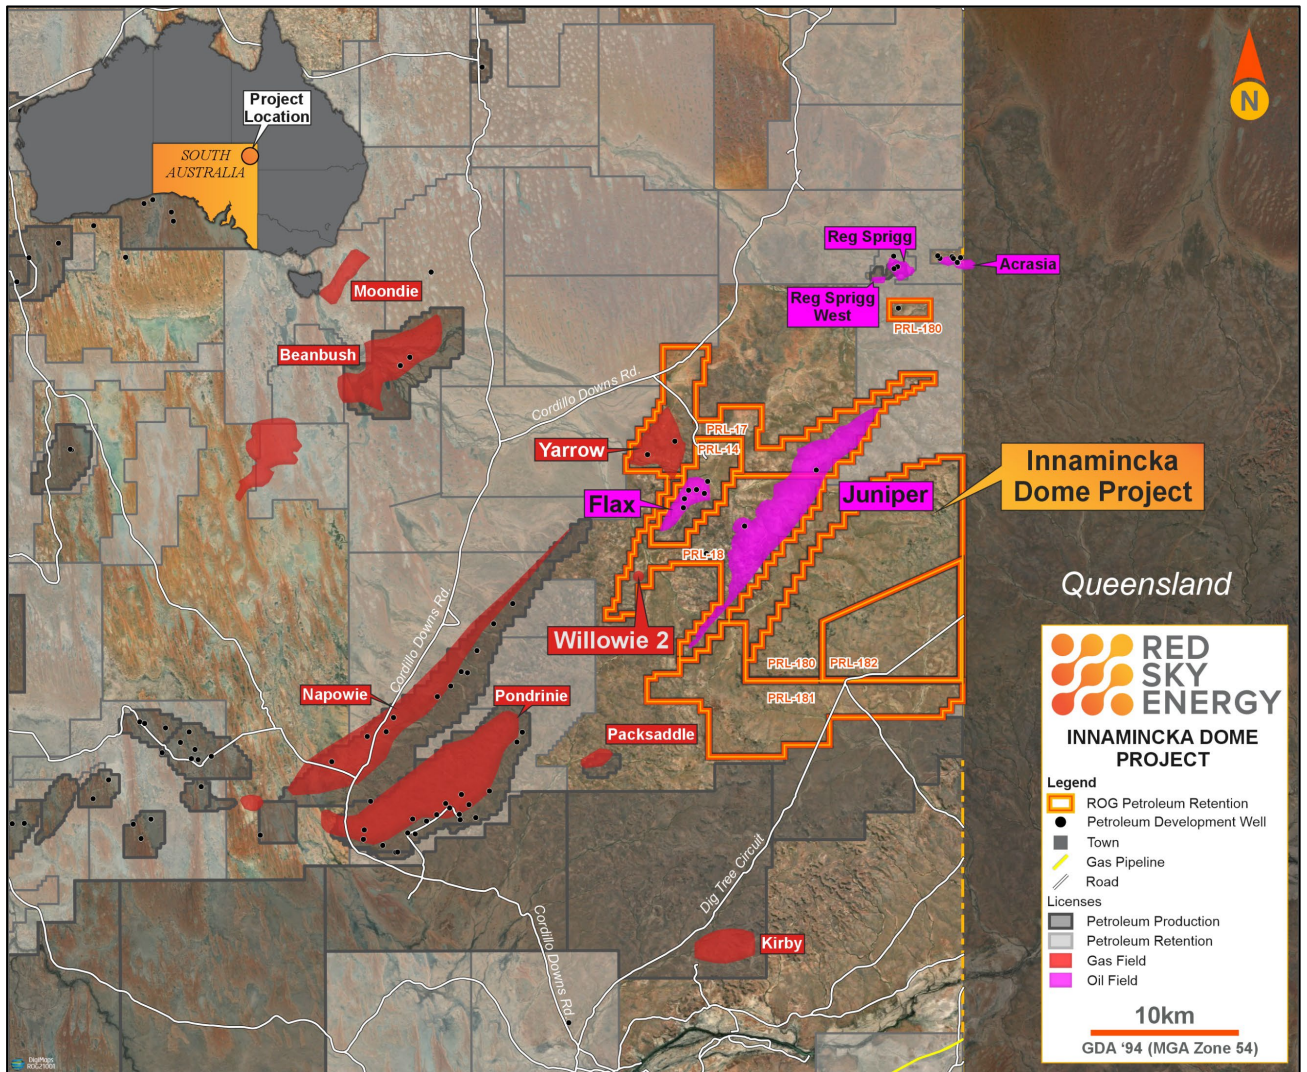 Project
Location
SOUTH
AUSTRALIA
N
Reg Sprigg
Acrasia
Moondie
Reg Sprigg
West
PRL-180
Beanbush
Cordillo Downs Rd.
PRL-17
Yarrow
PRL-14
Innamincka
Dome Project
Flax
Juniper
PRL-18
Queensland
Cordillo Downs Rd.
Willowie 2
PRL-180
PRL-182
PRL-181
Napowie
Pondrinie
Packsaddle
Dig Tree Circuit
Cordillo Downs Rd.
Kirby
RED
SKY
ENERGY
INNAMINCKA DOME
PROJECT
Legend
ROG Petroleum Retention
Petroleum Development Well
Town
Gas Pipeline
Road
Licenses
Petroleum Production
Petroleum Retention
Gas Field
Oil Field
10km
GDA '94 (MGA Zone 54)
DigiMaps